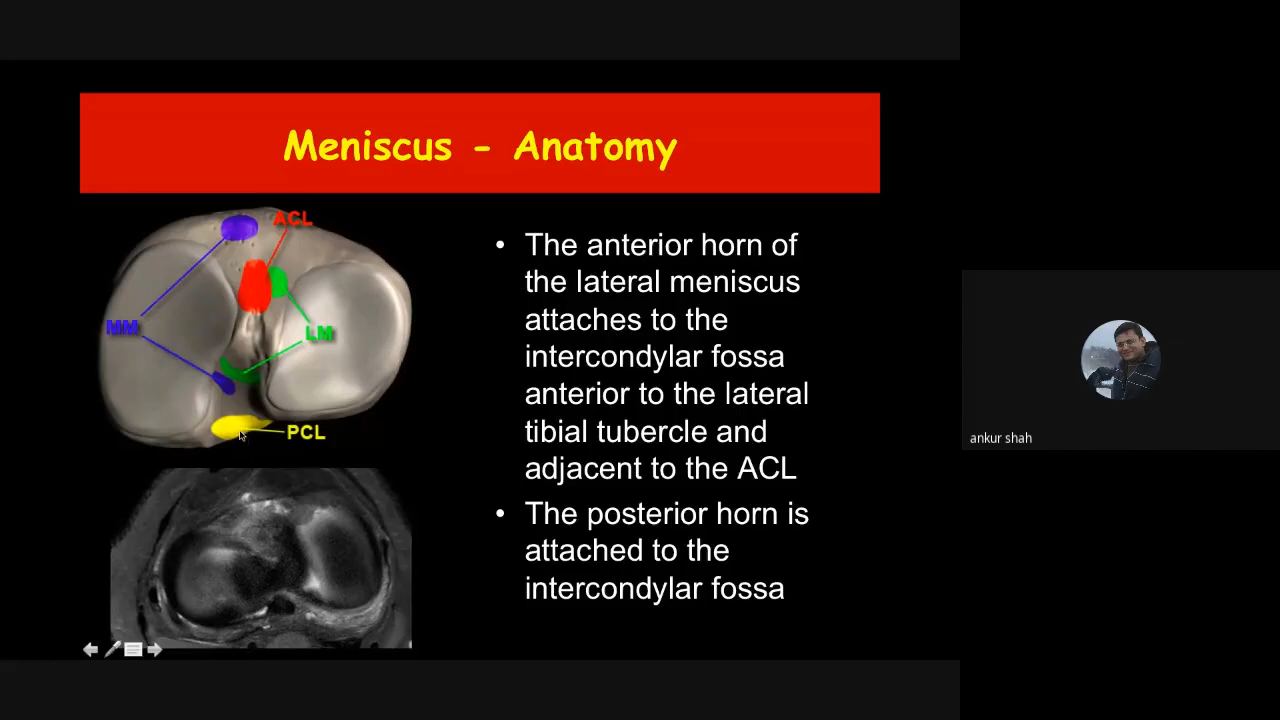 Meniscus - Anatomy
ACL
MM
LM
PCL
• The anterior horn of
the lateral meniscus
attaches to the
intercondylar fossa
anterior to the lateral
tibial tubercle and
adjacent to the ACL
• The posterior horn is
attached to the
intercondylar fossa
ankur shah